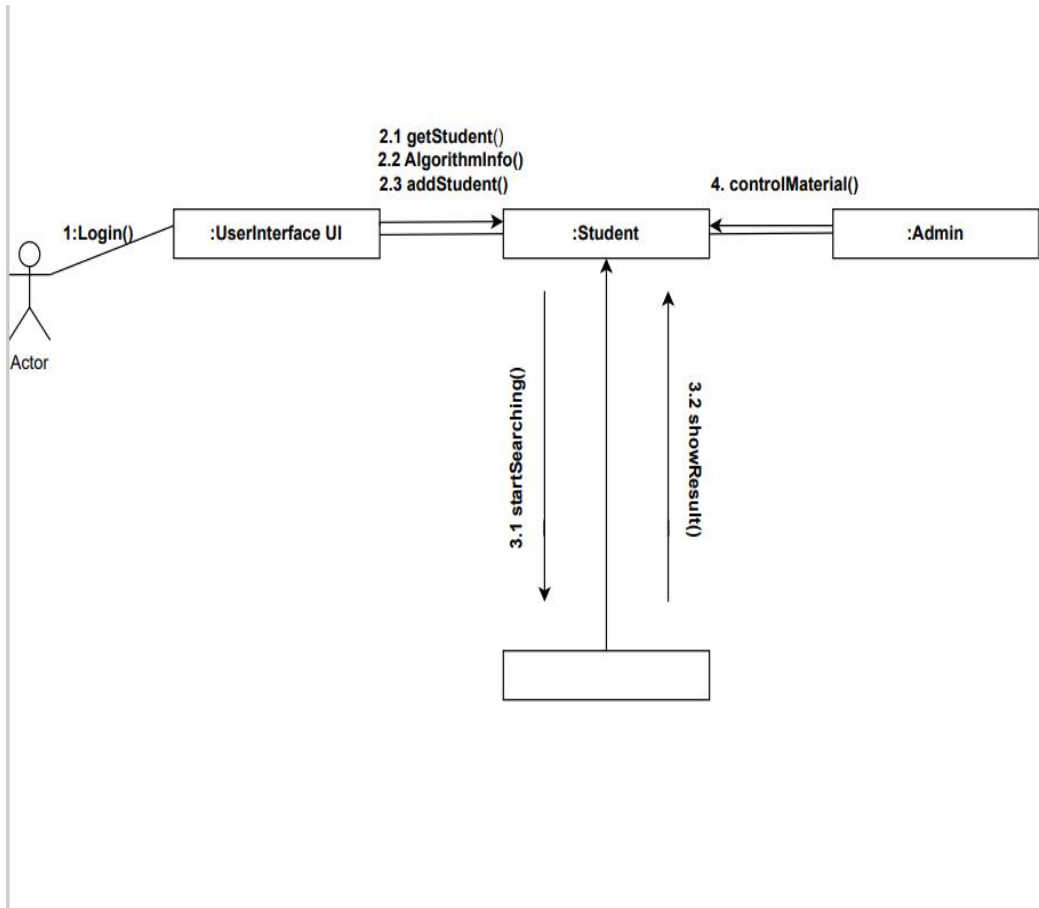 2.1 getStudent()
2.2 AlgorithmInfo()
2.3 addStudent()
4. controlMaterial()
1:Login()
:UserInterface UI
:Student
:Admin
Actor
3.1 startSearching()
3.2 showResult()